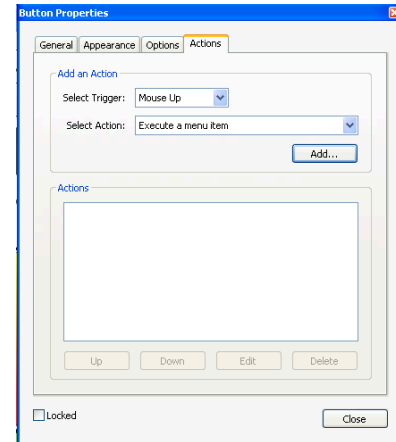 Button Properties
General Appearance Options Actions
Add an Action
Select Trigger: Mouse Up
Select Action: Execute a menu item
Add...
Actions
Up Down Edit Delete
Locked
Close